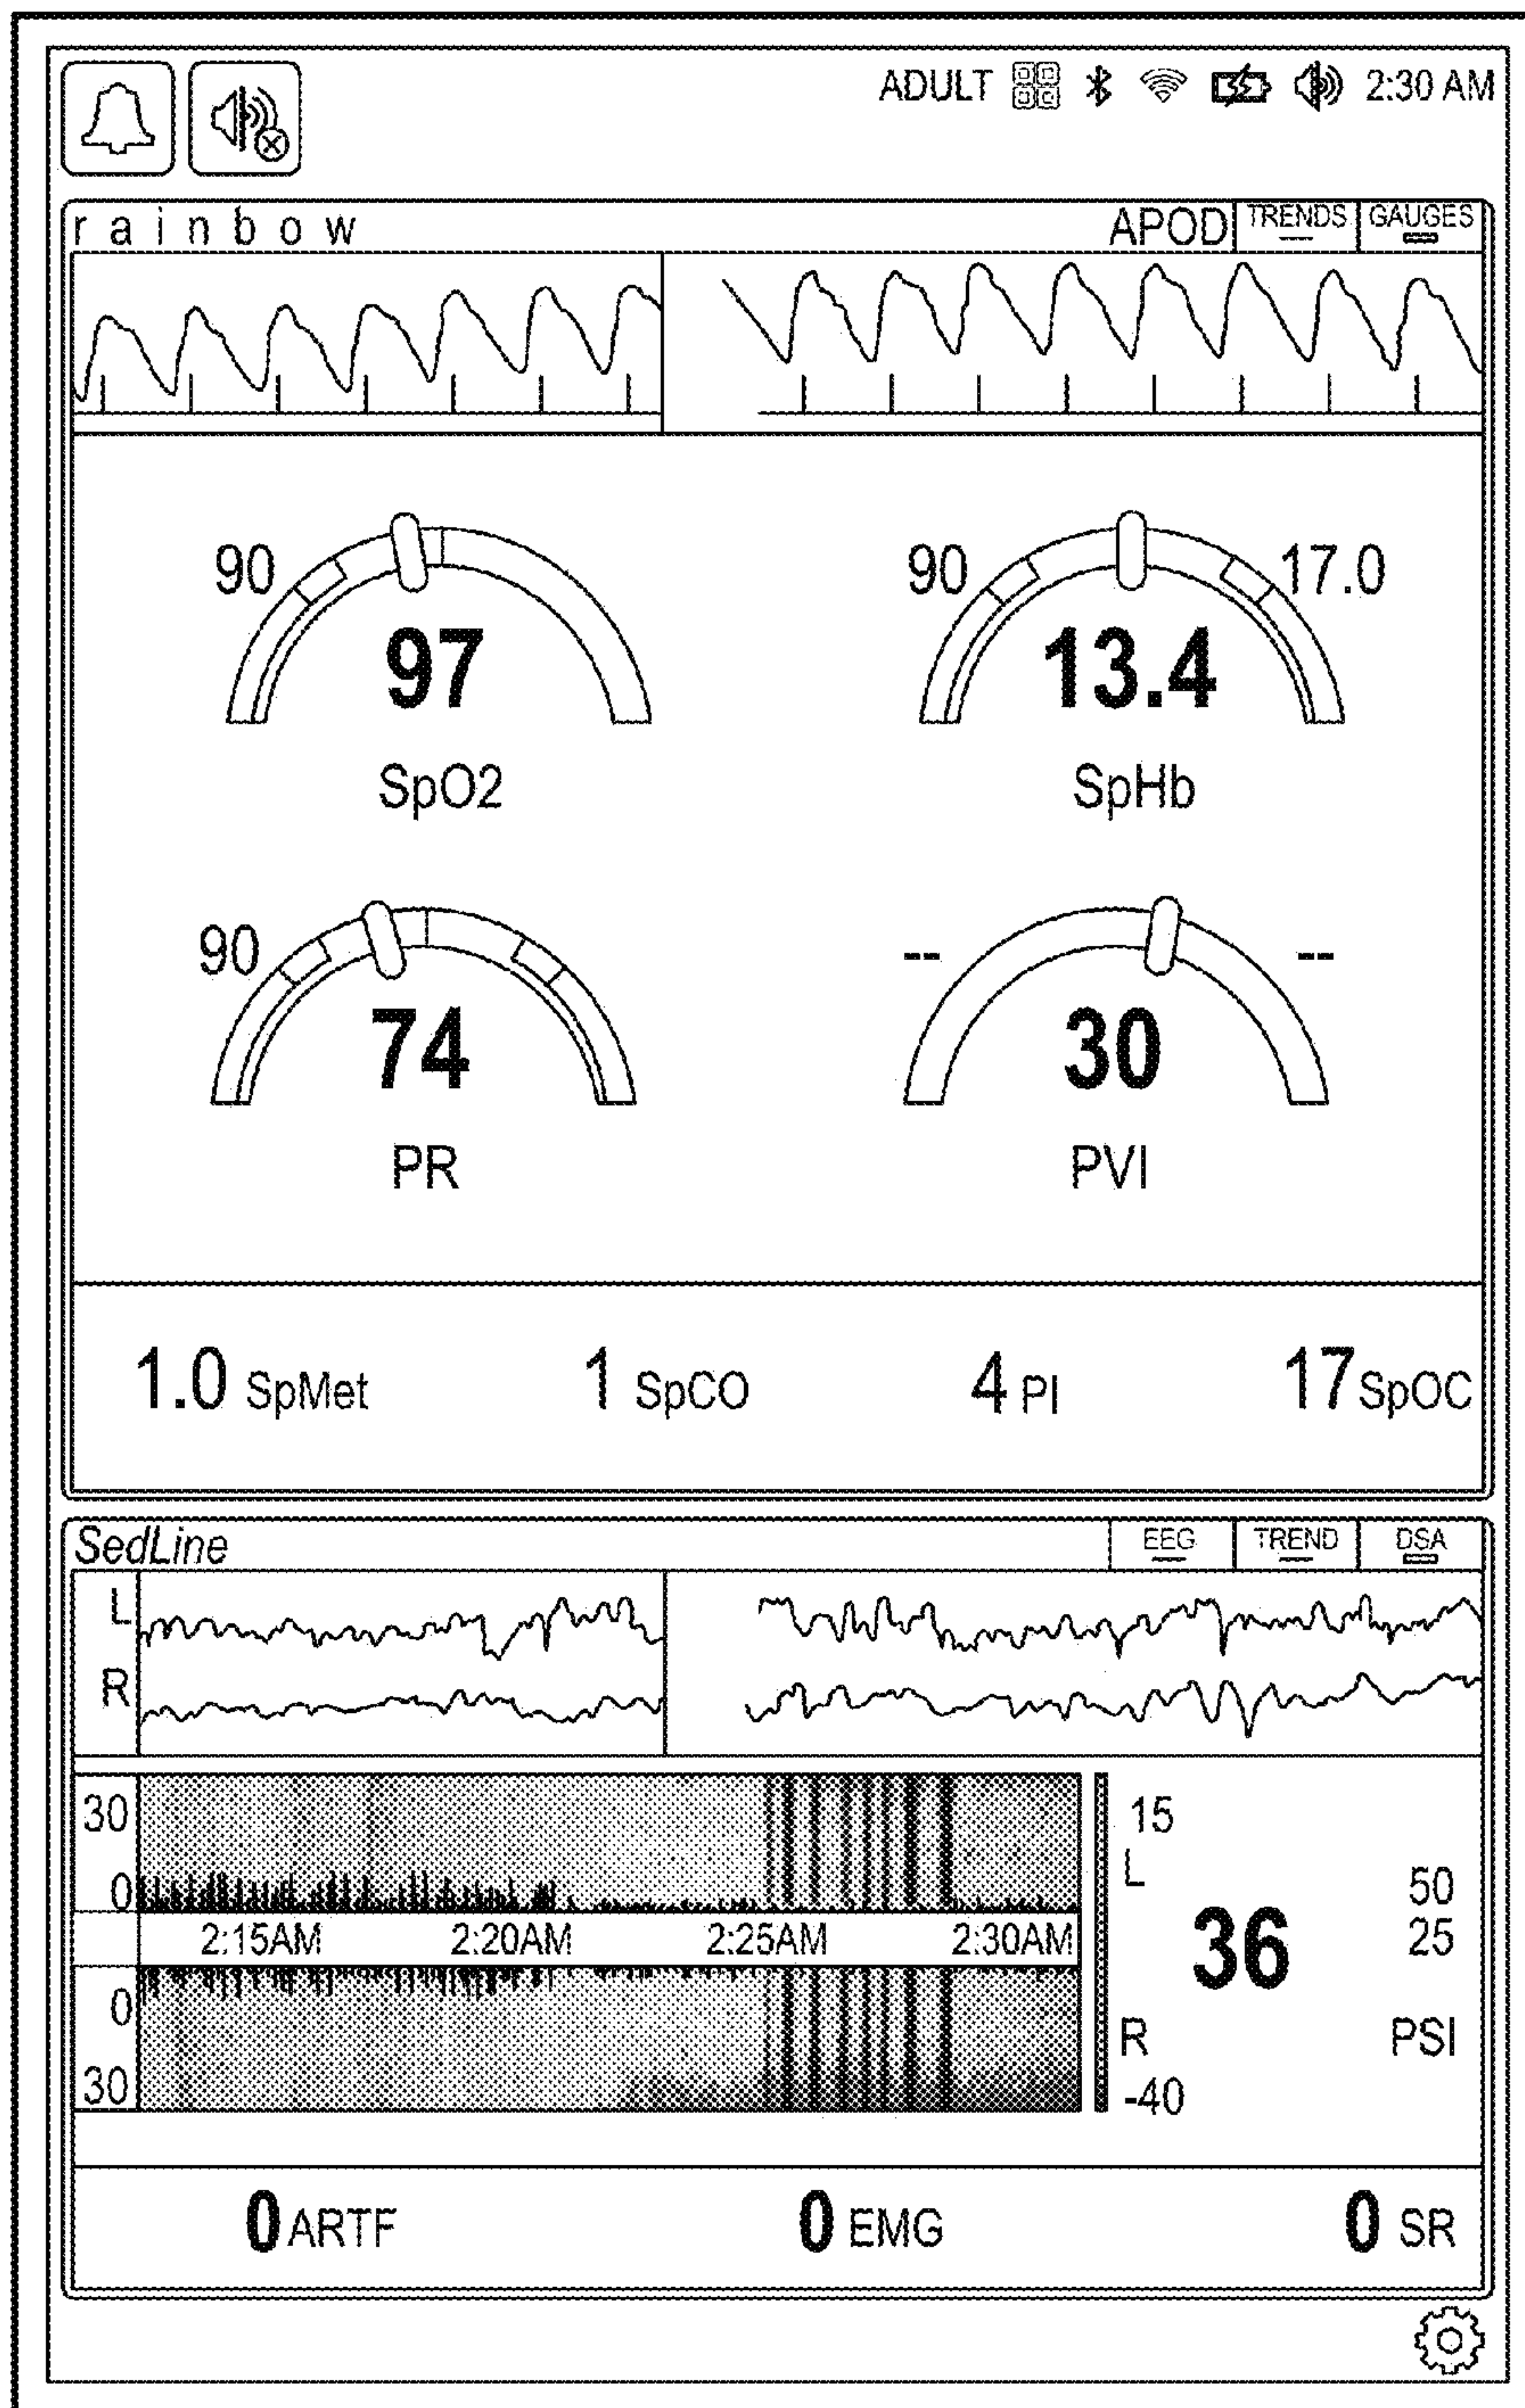 ADULT 2:30 AM
rainbow APOD TRENDS GAUGES
90 97 SpO2
90 17.0 13.4 SpHb
90 74 PR
-- -- 30 PVI
1.0 SpMet 1 SpCO 4 PI 17 SpOC
SedLine EEG TREND DSA
L
R
30
0
2:15AM 2:20AM 2:25AM 2:30AM
0
30
15
L
36
50
25
R
PSI
-40
0 ARTF 0 EMG 0 SR